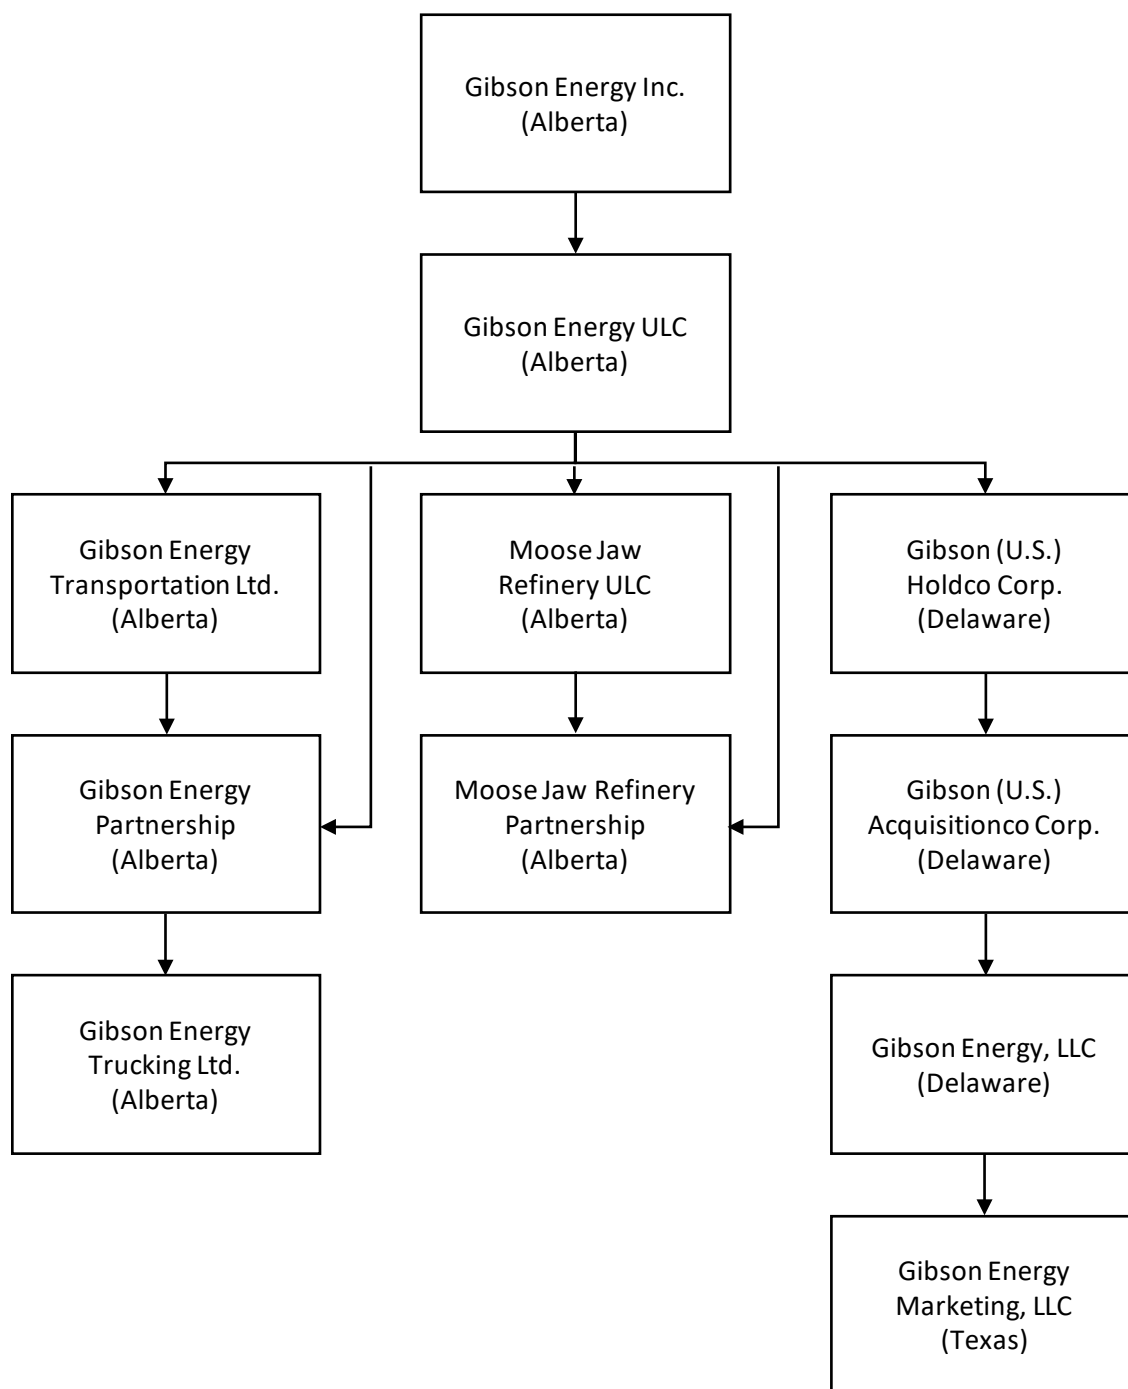 Gibson Energy Inc.
(Alberta)
Gibson Energy ULC
(Alberta)
Gibson Energy
Transportation Ltd.
(Alberta)
Moose Jaw
Refinery ULC
(Alberta)
Gibson (U.S.)
Holdco Corp.
(Delaware)
Gibson Energy
Partnership
(Alberta)
Moose Jaw Refinery
Partnership
(Alberta)
Gibson (U.S.)
Acquisitionco Corp.
(Delaware)
Gibson Energy
Trucking Ltd.
(Alberta)
Gibson Energy, LLC
(Delaware)
Gibson Energy
Marketing, LLC
(Texas)